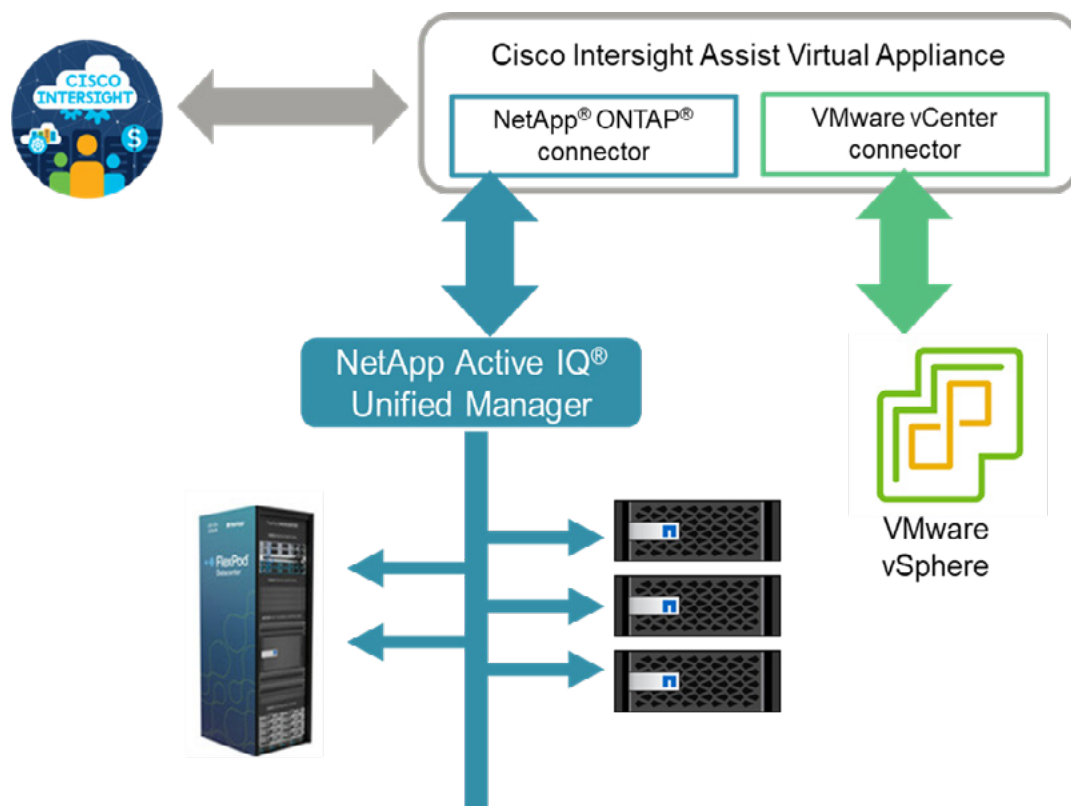 CISCO
INTERSIGHT
$
Cisco Intersight Assist Virtual Appliance
NetApp® ONTAP®
connector
VMware vCenter
connector
NetApp Active IQ®
Unified Manager
FlexPod
Datacenter
VMware
vSphere